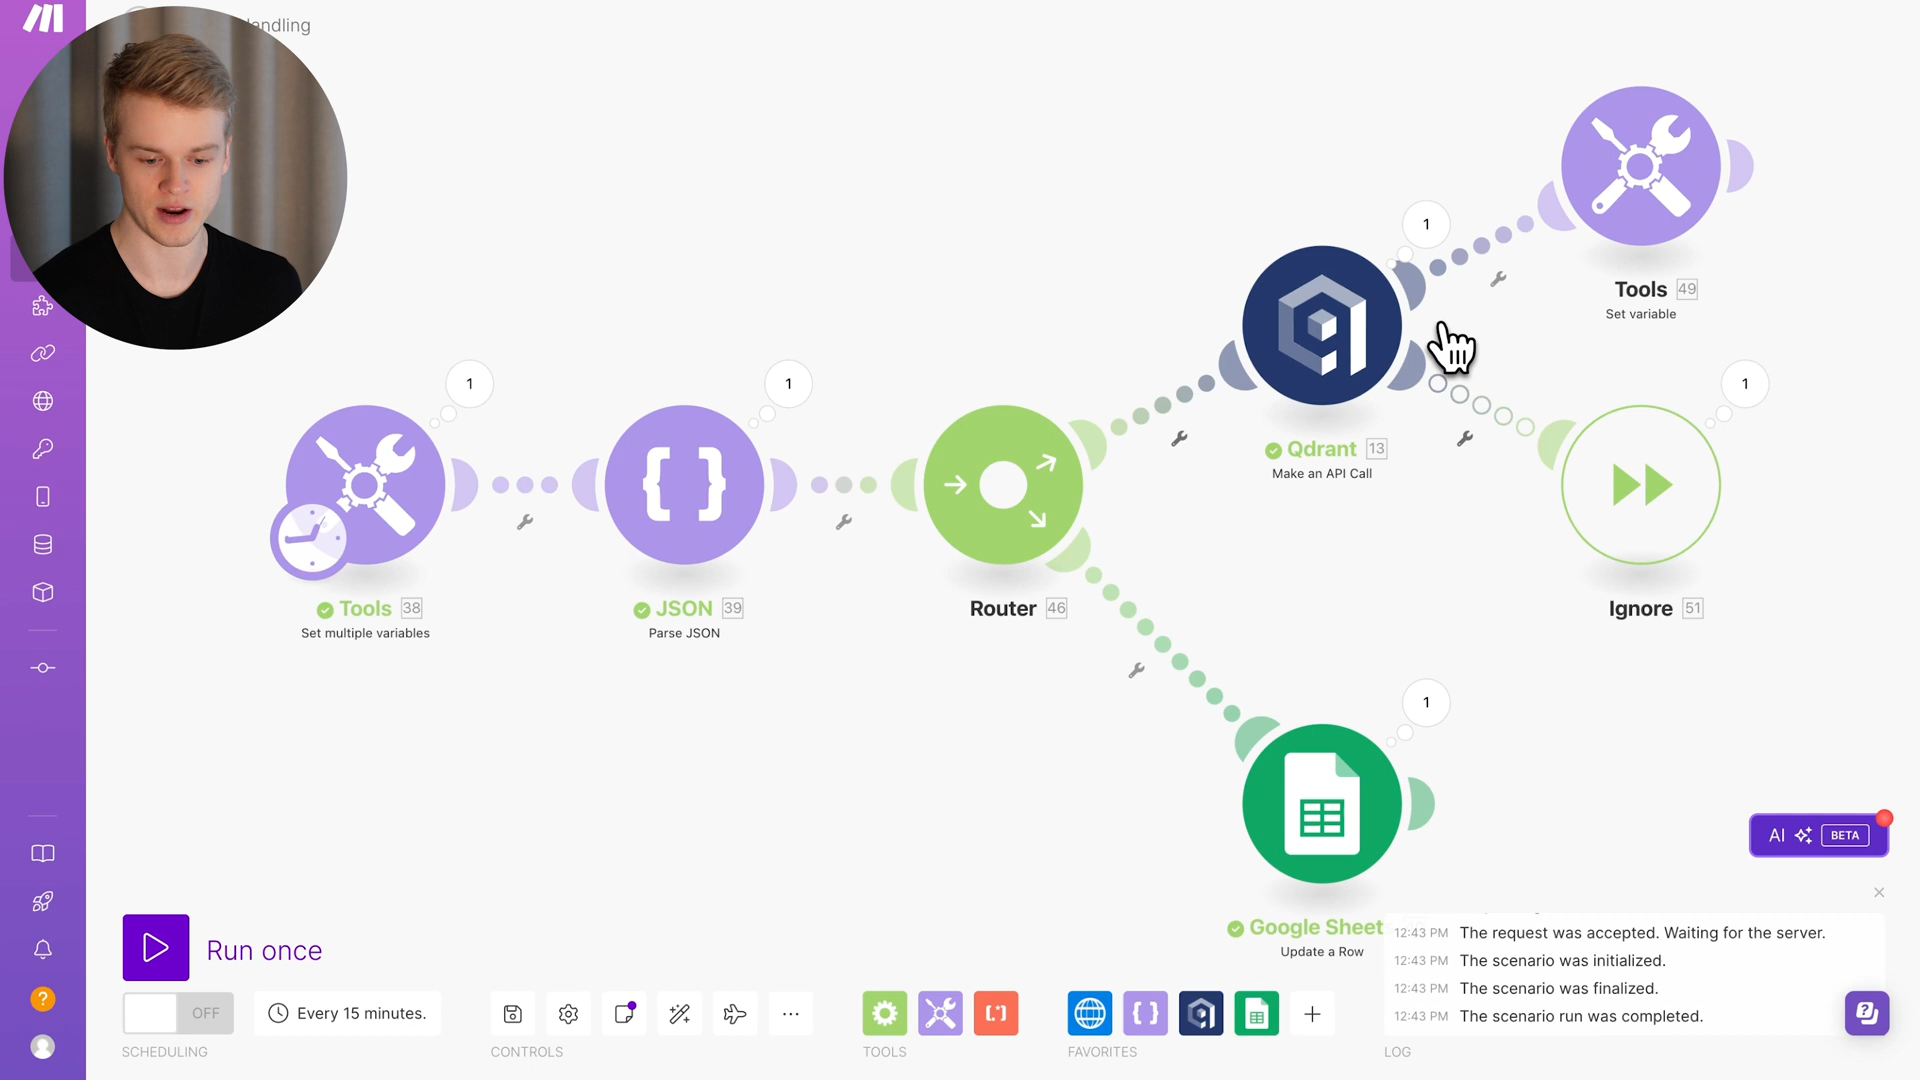 andling
1
Tools 49
Set variable
1
1
1
Qdrant 13
Make an API Call
Tools 38
Set multiple variables
JSON 39
Parse JSON
Router 46
Ignore 51
1
Google Sheet
Update a Row
AI BETA
Run once
12:43 PM The request was accepted. Waiting for the server.
12:43 PM The scenario was initialized.
12:43 PM The scenario was finalized.
12:43 PM The scenario run was completed.
OFF
Every 15 minutes.
SCHEDULING
CONTROLS
TOOLS
FAVORITES
LOG